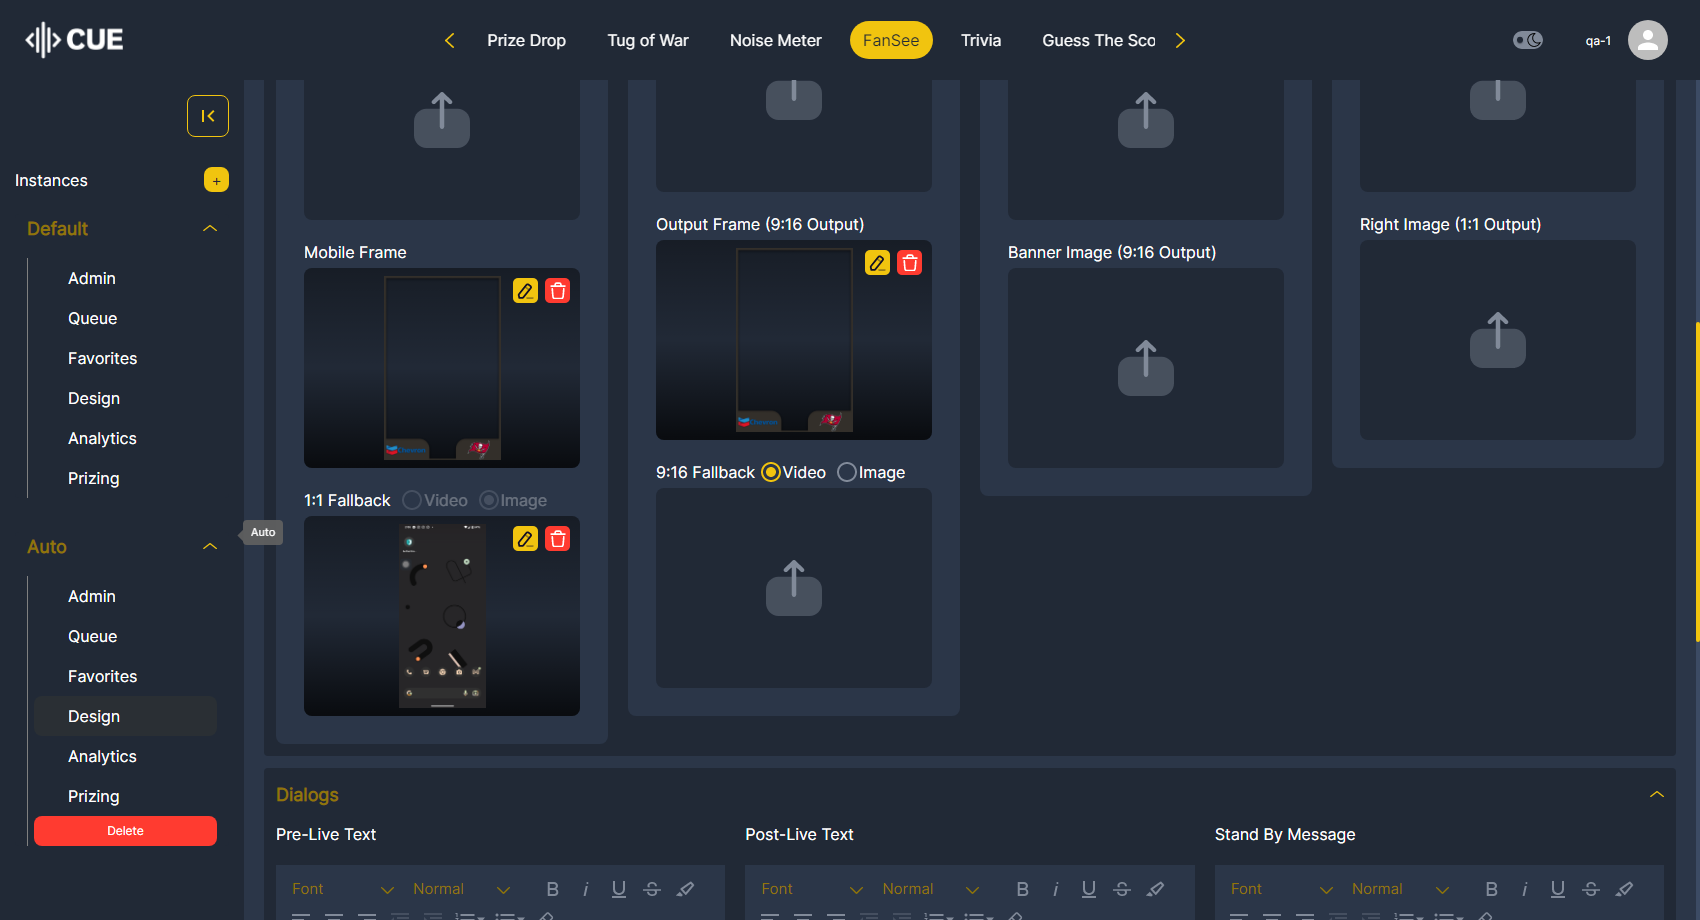 CUE
Prize Drop
Tug of War
Noise Meter
FanSee
Trivia
Guess The Sco
qa-1
Instances
+
Default
Admin
Queue
Favorites
Design
Analytics
Prizing
Auto
Auto
Admin
Queue
Favorites
Design
Analytics
Prizing
Delete
Mobile Frame
1:1 Fallback Video Image
Output Frame (9:16 Output)
9:16 Fallback Video Image
Banner Image (9:16 Output)
Right Image (1:1 Output)
Dialogs
Pre-Live Text
Font Normal B i U S
Post-Live Text
Font Normal B i U S
Stand By Message
Font Normal B i U S